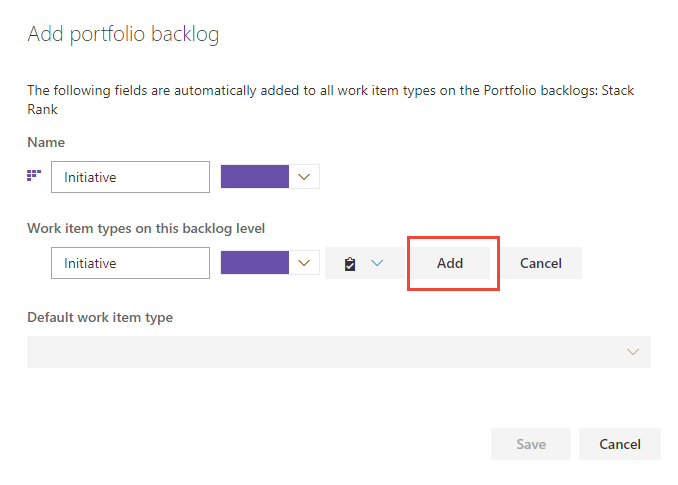 Add portfolio backlog
The following fields are automatically added to all work item types on the Portfolio backlogs: Stack
Rank
Name
Initiative
Work item types on this backlog level
Initiative Add Cancel
Default work item type
Save Cancel